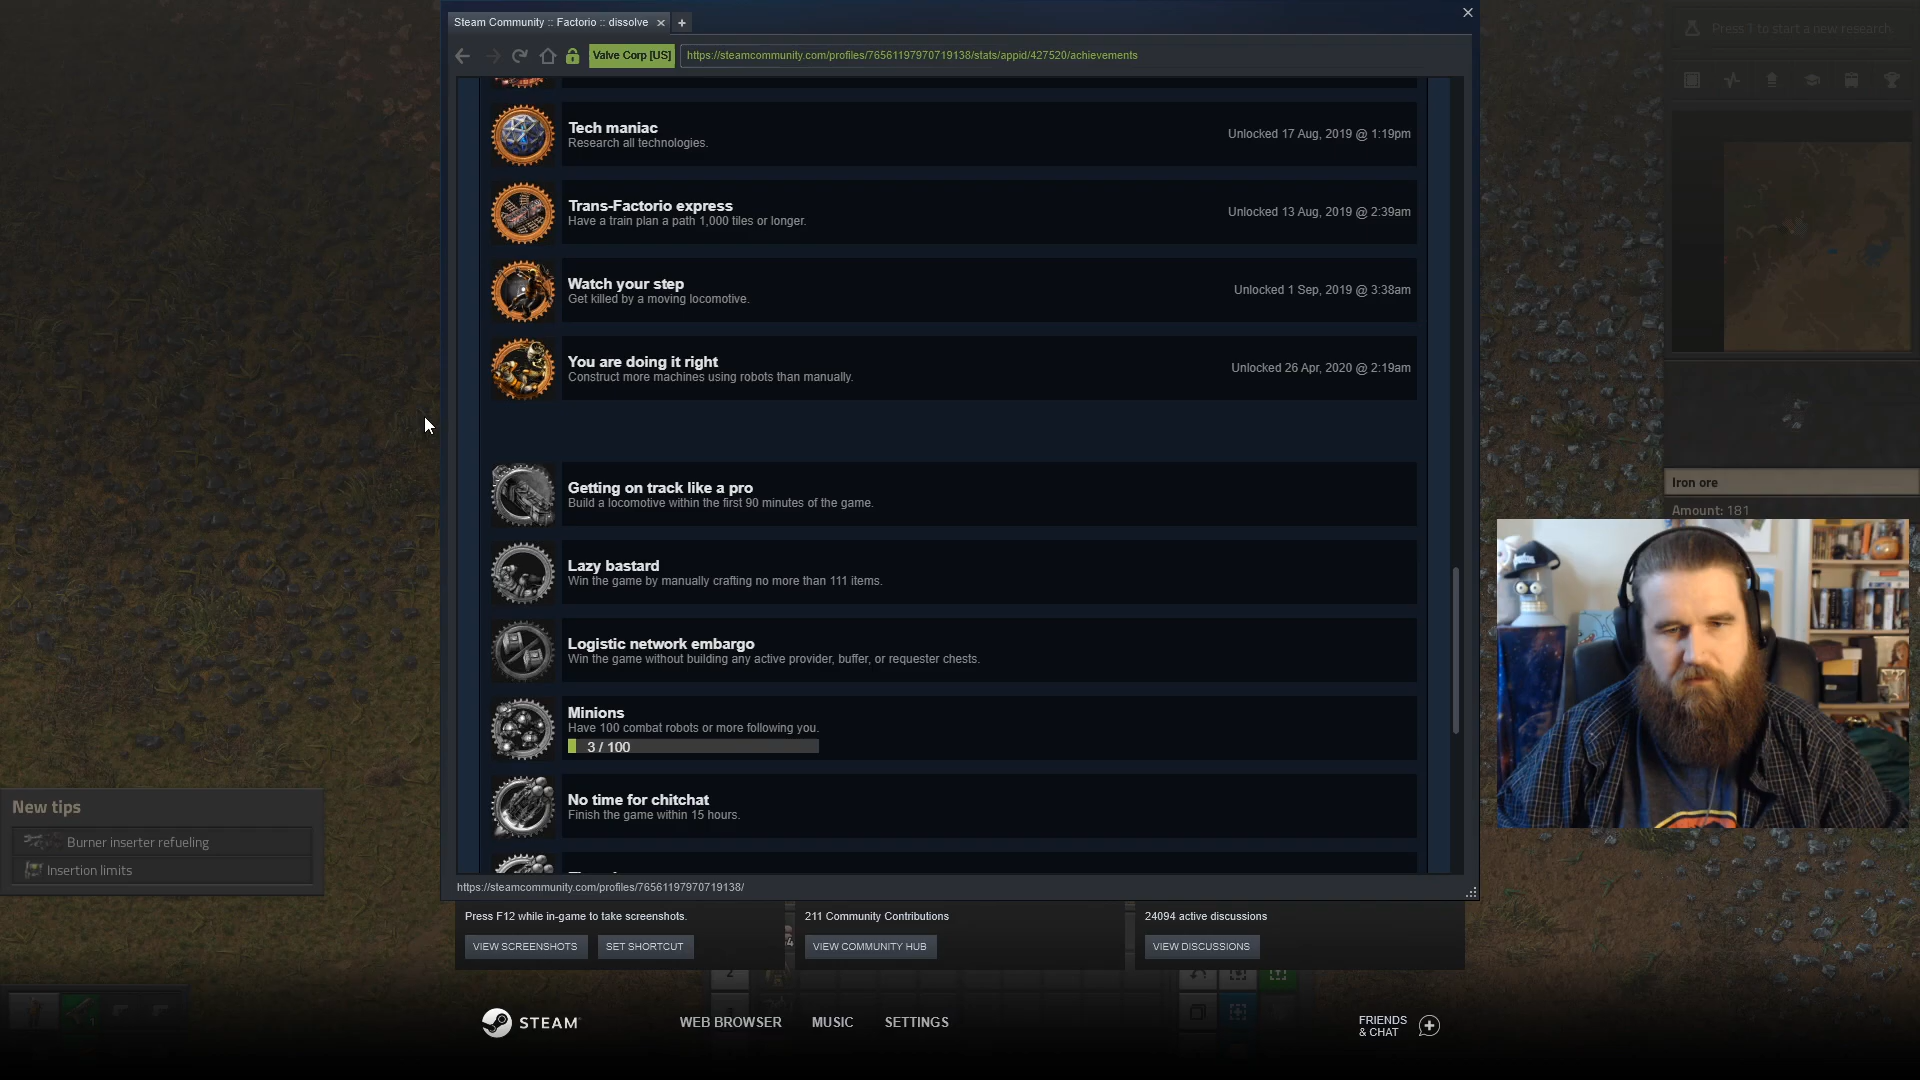 Steam Community :: Factorio :: dissolve
Valve Corp [US]
https://steamcommunity.com/profiles/76561197970719138/stats/appid/427520/achievements
Press T to start a new research.
Tech maniac
Research all technologies.
Unlocked 17 Aug, 2019 @ 1:19pm
Trans-Factorio express
Have a train plan a path 1,000 tiles or longer.
Unlocked 13 Aug, 2019 @ 2:39am
Watch your step
Get killed by a moving locomotive.
Unlocked 1 Sep, 2019 @ 3:38am
You are doing it right
Construct more machines using robots than manually.
Unlocked 26 Apr, 2020 @ 2:19am
Getting on track like a pro
Build a locomotive within the first 90 minutes of the game.
Lazy bastard
Win the game by manually crafting no more than 111 items.
Logistic network embargo
Win the game without building any active provider, buffer, or requester chests.
Minions
Have 100 combat robots or more following you.
3 / 100
No time for chitchat
Finish the game within 15 hours.
Iron ore
Amount: 181
New tips
Burner inserter refueling
Insertion limits
https://steamcommunity.com/profiles/76561197970719138/
Press F12 while in-game to take screenshots.
VIEW SCREENSHOTS
SET SHORTCUT
211 Community Contributions
VIEW COMMUNITY HUB
24094 active discussions
VIEW DISCUSSIONS
2
STEAM
WEB BROWSER
MUSIC
SETTINGS
FRIENDS
& CHAT